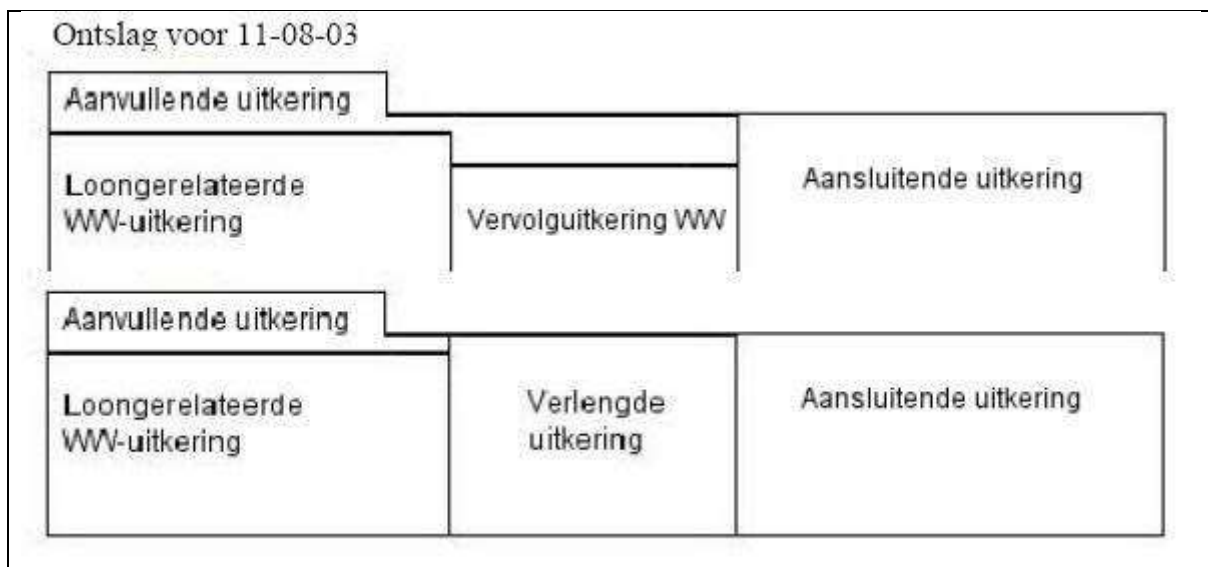 Ontslag voor 11-08-03
Aanvullende uitkering
Loongerelateerde
WW-uitkering
Vervolguitkering WW
Aansluitende uitkering
Aanvullende uitkering
Loongerelateerde
WW-uitkering
Verlengde
uitkering
Aansluitende uitkering